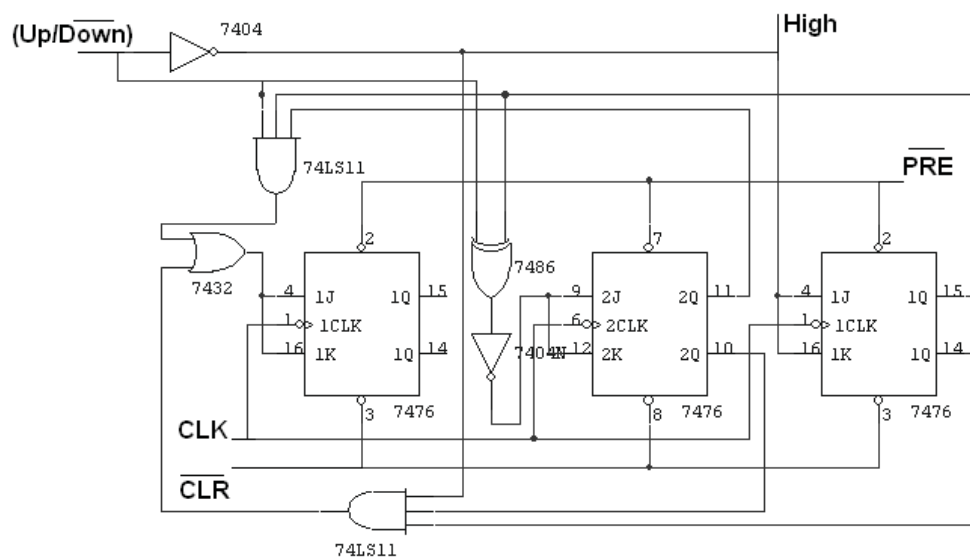 (Up/Down)
7404
High
74LS11
PRE
7432
7486
7404N
2
4 1J 1Q 15
1 1CLK
16 1K 1Q 14
3 7476
7
9 2J 2Q 11
6 2CLK
12 2K 2Q 10
8 7476
2
4 1J 1Q 15
1 1CLK
16 1K 1Q 14
3 7476
CLK
CLR
74LS11